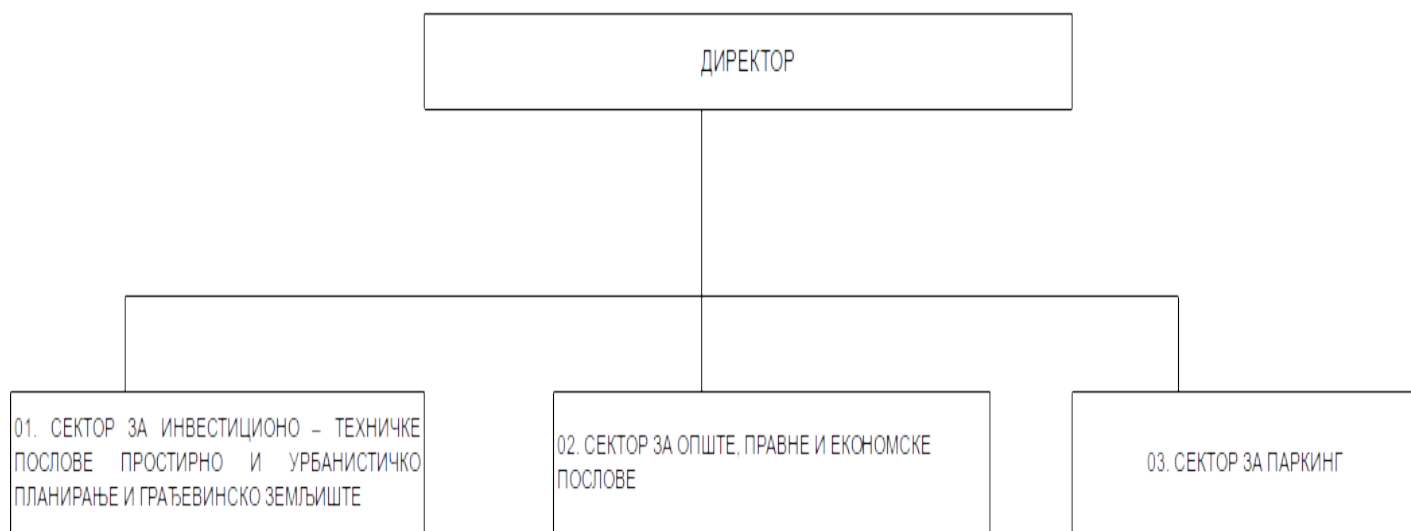 ДИРЕКТОР
01. СЕКТОР ЗА ИНВЕСТИЦИОНО – ТЕХНИЧКЕ
ПОСЛОВЕ ПРОСТИРНО И УРБАНИСТИЧКО
ПЛАНИРАЊЕ И ГРАЂЕВИНСКО ЗЕМЉИШТЕ
02. СЕКТОР ЗА ОПШТЕ, ПРАВНЕ И ЕКОНОМСКЕ
ПОСЛОВЕ
03. СЕКТОР ЗА ПАРКИНГ